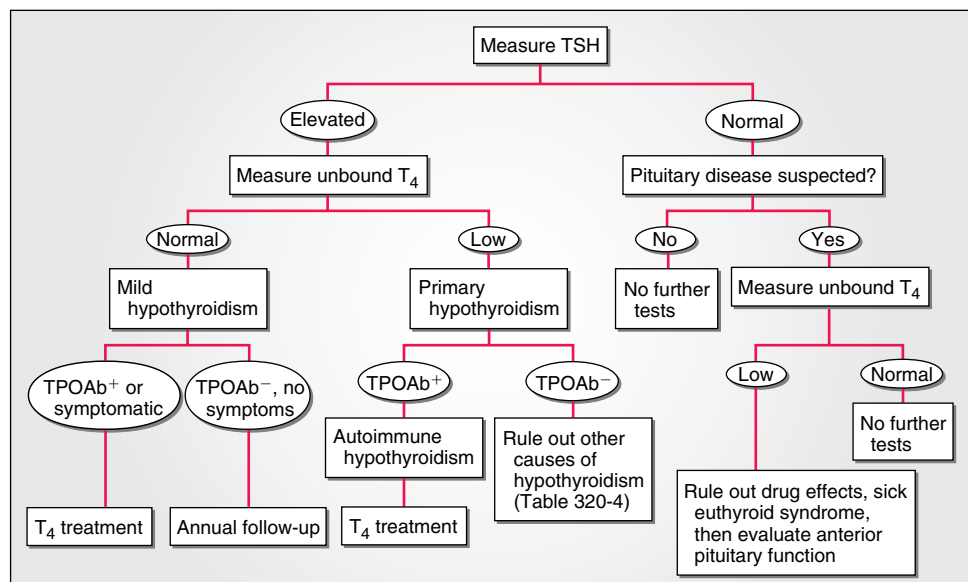 Measure TSH
Elevated
Normal
Measure unbound T₄
Pituitary disease suspected?
Normal
Low
No
Yes
Mild
hypothyroidism
Primary
hypothyroidism
No further
tests
Measure unbound T₄
TPOAb⁺ or
symptomatic
TPOAb⁻, no
symptoms
TPOAb⁺
TPOAb⁻
Low
Normal
Autoimmune
hypothyroidism
Rule out other
causes of
hypothyroidism
(Table 320-4)
No further
tests
T₄ treatment
Annual follow-up
T₄ treatment
Rule out drug effects, sick
euthyroid syndrome,
then evaluate anterior
pituitary function